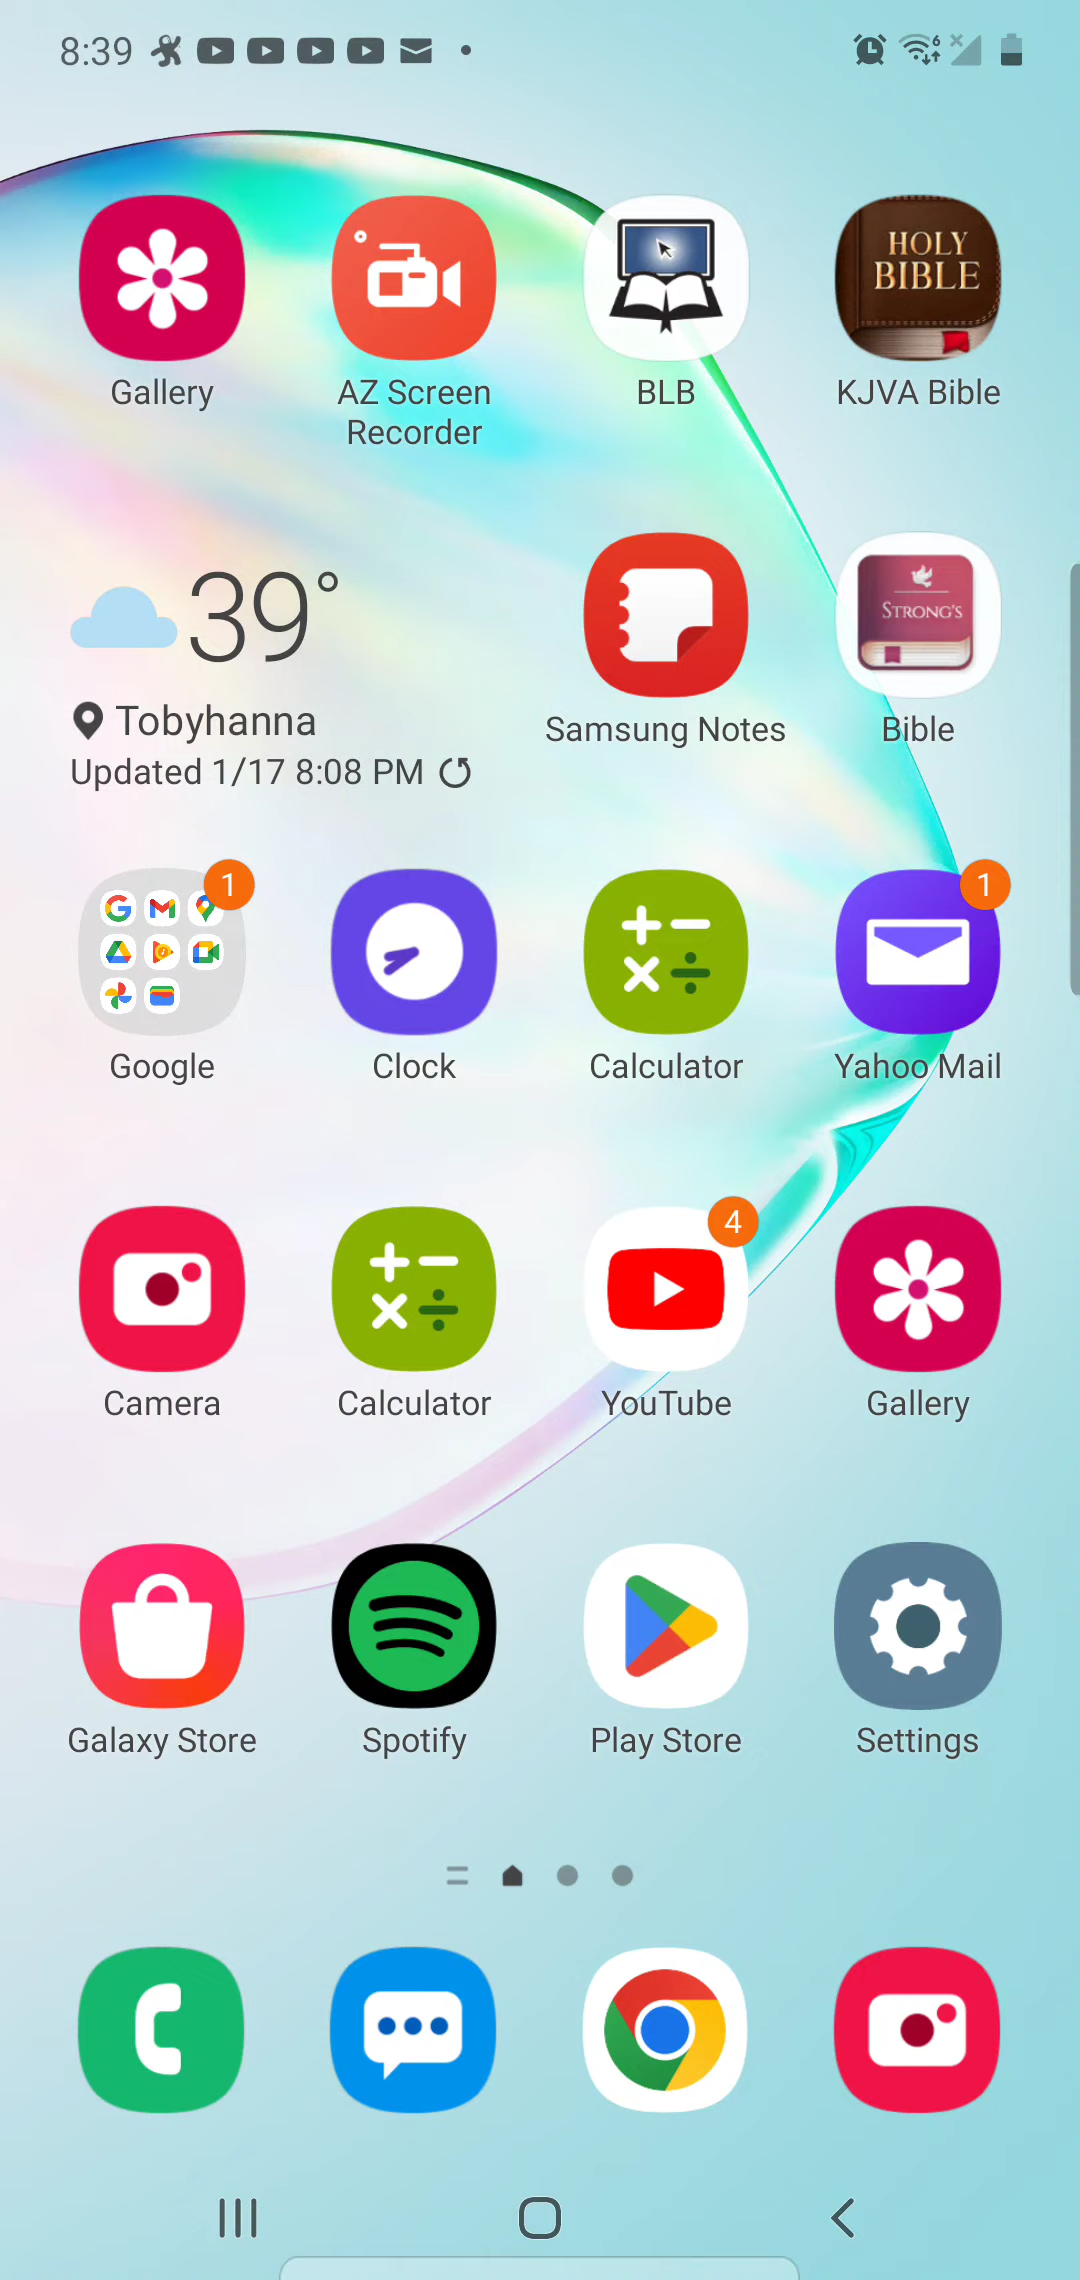 8:39
Gallery
AZ Screen
Recorder
BLB
HOLY
BIBLE
KJVA Bible
39°
Tobyhanna
Updated 1/17 8:08 PM
Samsung Notes
STRONG'S
Bible
1
Google
Clock
Calculator
1
Yahoo Mail
Camera
Calculator
4
YouTube
Gallery
Galaxy Store
Spotify
Play Store
Settings